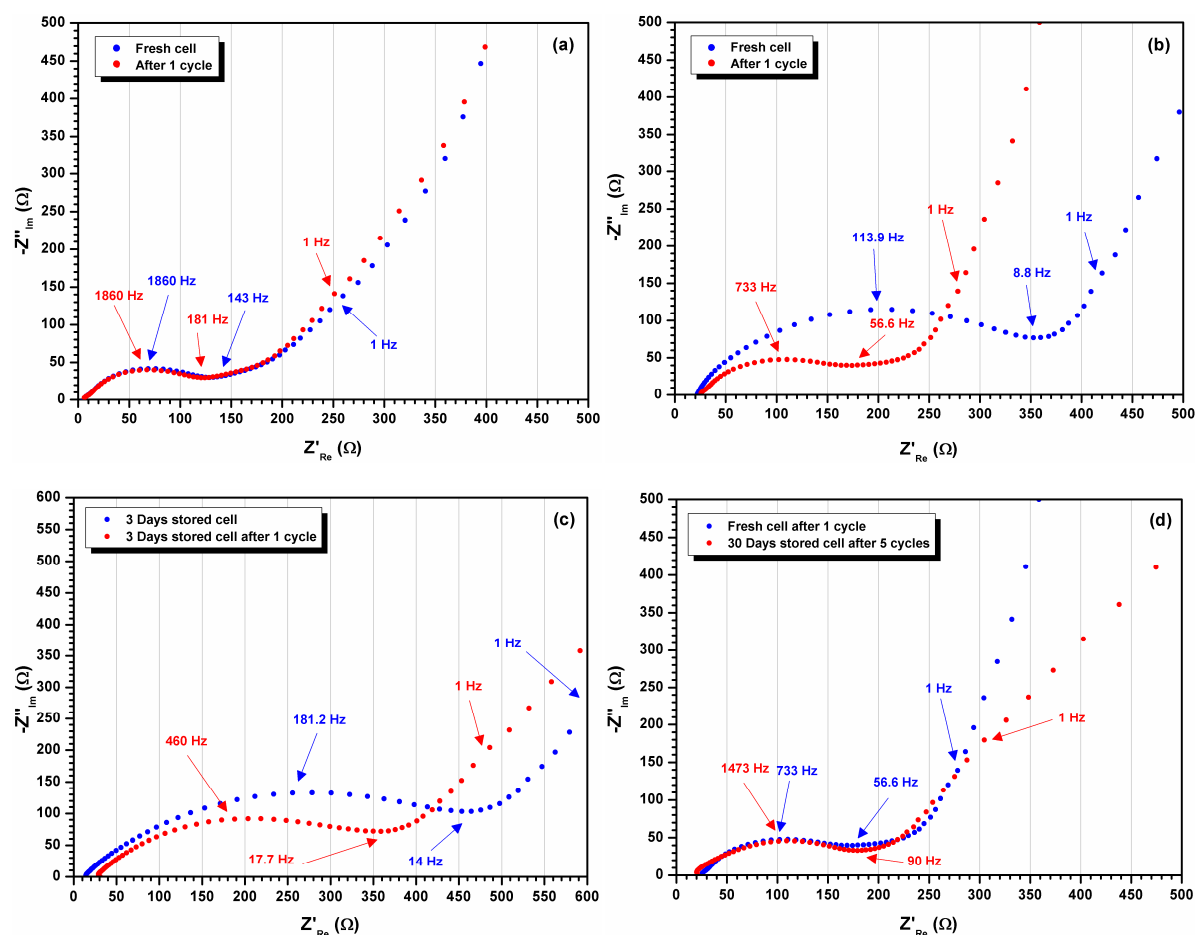 (a)
Fresh cell
After 1 cycle
-Z''Im (Ω)
500
450
400
350
300
250
200
150
100
50
0
1 Hz
1860 Hz
1860 Hz
143 Hz
181 Hz
1 Hz
0 50 100 150 200 250 300 350 400 450 500
Z'Re (Ω)
(b)
Fresh cell
After 1 cycle
-Z''Im (Ω)
500
450
400
350
300
250
200
150
100
50
0
1 Hz
1 Hz
113.9 Hz
8.8 Hz
733 Hz
56.6 Hz
0 50 100 150 200 250 300 350 400 450 500
Z'Re (Ω)
(c)
3 Days stored cell
3 Days stored cell after 1 cycle
-Z''Im (Ω)
600
550
500
450
400
350
300
250
200
150
100
50
0
1 Hz
1 Hz
181.2 Hz
460 Hz
17.7 Hz
14 Hz
0 50 100 150 200 250 300 350 400 450 500 550 600
Z'Re (Ω)
(d)
Fresh cell after 1 cycle
30 Days stored cell after 5 cycles
-Z''Im (Ω)
500
450
400
350
300
250
200
150
100
50
0
1 Hz
1 Hz
1473 Hz
733 Hz
56.6 Hz
90 Hz
0 50 100 150 200 250 300 350 400 450 500
Z'Re (Ω)